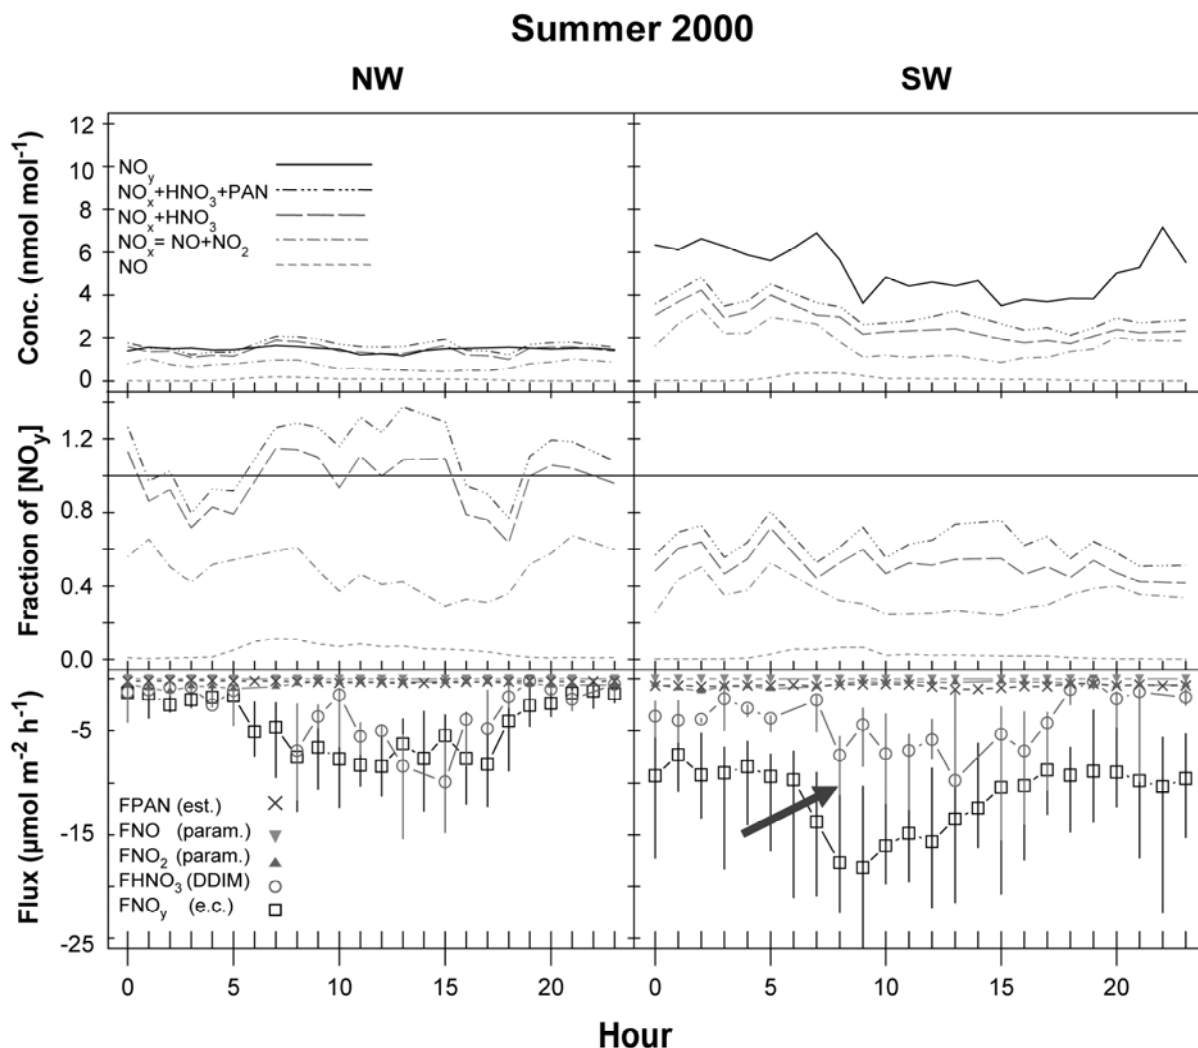 Summer 2000
NW SW
Conc. (nmol mol⁻¹)
12
10
8
6
4
2
0
NOy
NOx+HNO3+PAN
NOx+HNO3
NOx= NO+NO2
NO
Fraction of [NOy]
1.2
0.8
0.4
0.0
Flux (μmol m⁻² h⁻¹)
-5
-15
-25
FPAN (est.)
FNO (param.)
FNO2 (param.)
FHNO3 (DDIM)
FNOy (e.c.)
0 5 10 15 20 0 5 10 15 20
Hour